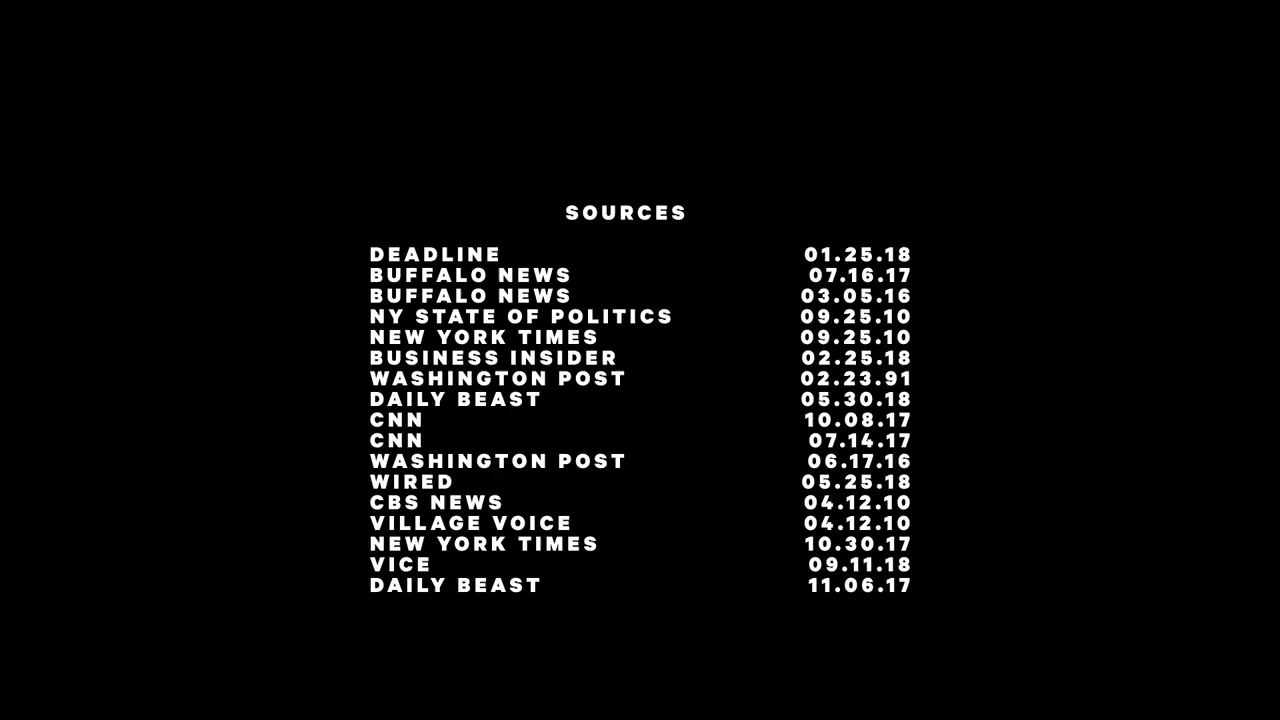 SOURCES
DEADLINE 01.25.18
BUFFALO NEWS 07.16.17
BUFFALO NEWS 03.05.16
NY STATE OF POLITICS 09.25.10
NEW YORK TIMES 09.25.10
BUSINESS INSIDER 02.25.18
WASHINGTON POST 02.23.91
DAILY BEAST 05.30.18
CNN 10.08.17
CNN 07.14.17
WASHINGTON POST 06.17.16
WIRED 05.25.18
CBS NEWS 04.12.10
VILLAGE VOICE 04.12.10
NEW YORK TIMES 10.30.17
VICE 09.11.18
DAILY BEAST 11.06.17